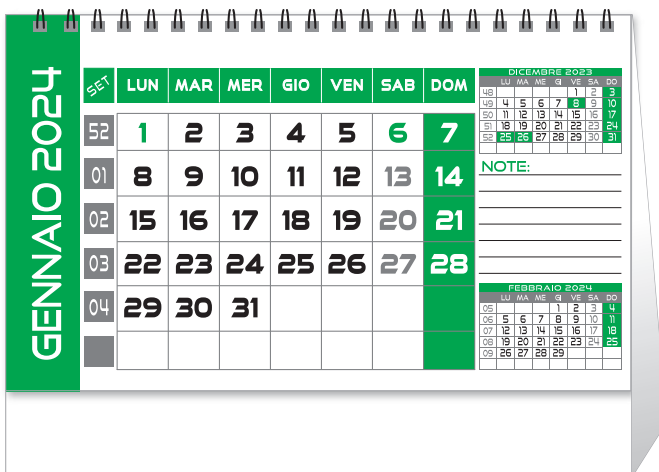 GENNAIO 2024
SET LUN MAR MER GIO VEN SAB DOM
52 1 2 3 4 5 6 7
01 8 9 10 11 12 13 14
02 15 16 17 18 19 20 21
03 22 23 24 25 26 27 28
04 29 30 31
DICEMBRE 2023
LU MA ME GI VE SA DO
48 1 2 3
49 4 5 6 7 8 9 10
50 11 12 13 14 15 16 17
51 18 19 20 21 22 23 24
52 25 26 27 28 29 30 31
NOTE:
FEBBRAIO 2024
LU MA ME GI VE SA DO
05 1 2 3 4
06 5 6 7 8 9 10 11
07 12 13 14 15 16 17 18
08 19 20 21 22 23 24 25
09 26 27 28 29